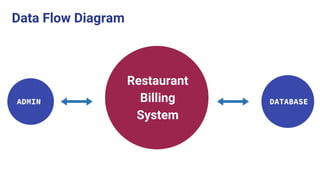 Data Flow Diagram
Restaurant
Billing
System
ADMIN
DATABASE